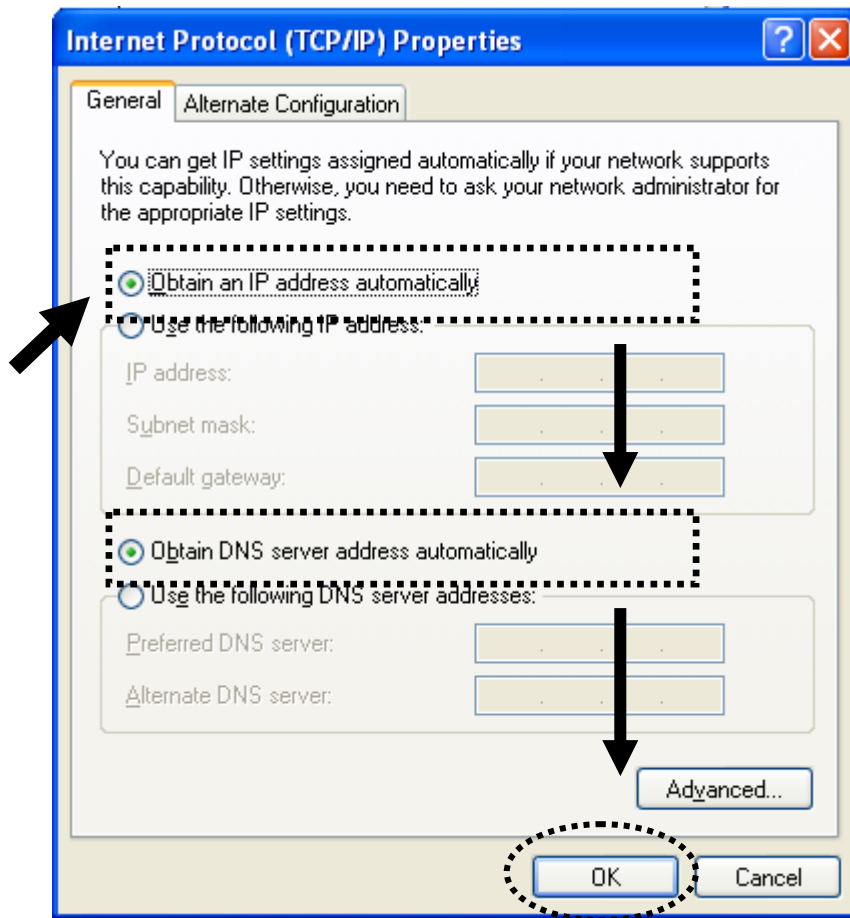 Internet Protocol (TCP/IP) Properties
General
Alternate Configuration
You can get IP settings assigned automatically if your network supports
this capability. Otherwise, you need to ask your network administrator for
the appropriate IP settings.
Obtain an IP address automatically
Use the following IP address:
IP address:
Subnet mask:
Default gateway:
Obtain DNS server address automatically
Use the following DNS server addresses:
Preferred DNS server:
Alternate DNS server:
Advanced...
OK
Cancel